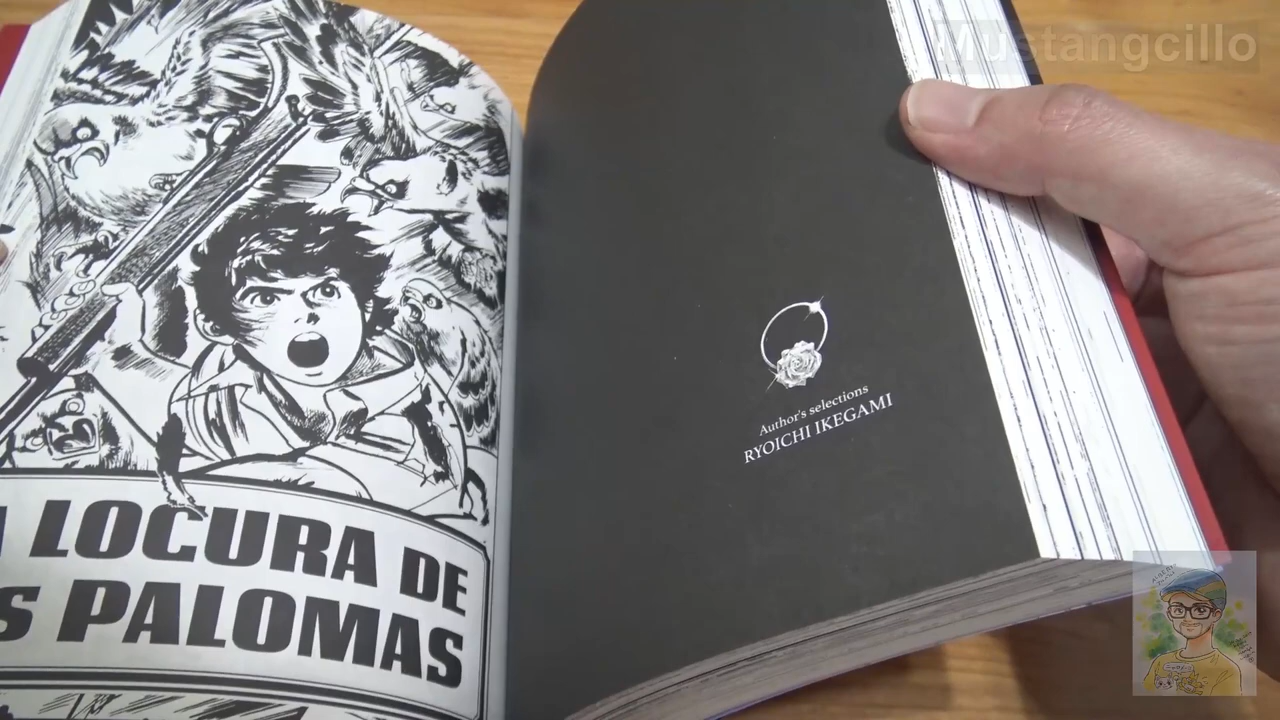 Mustangcillo
LOCURA DE
PALOMAS
Author's selections
RYOICHI IKEGAMI